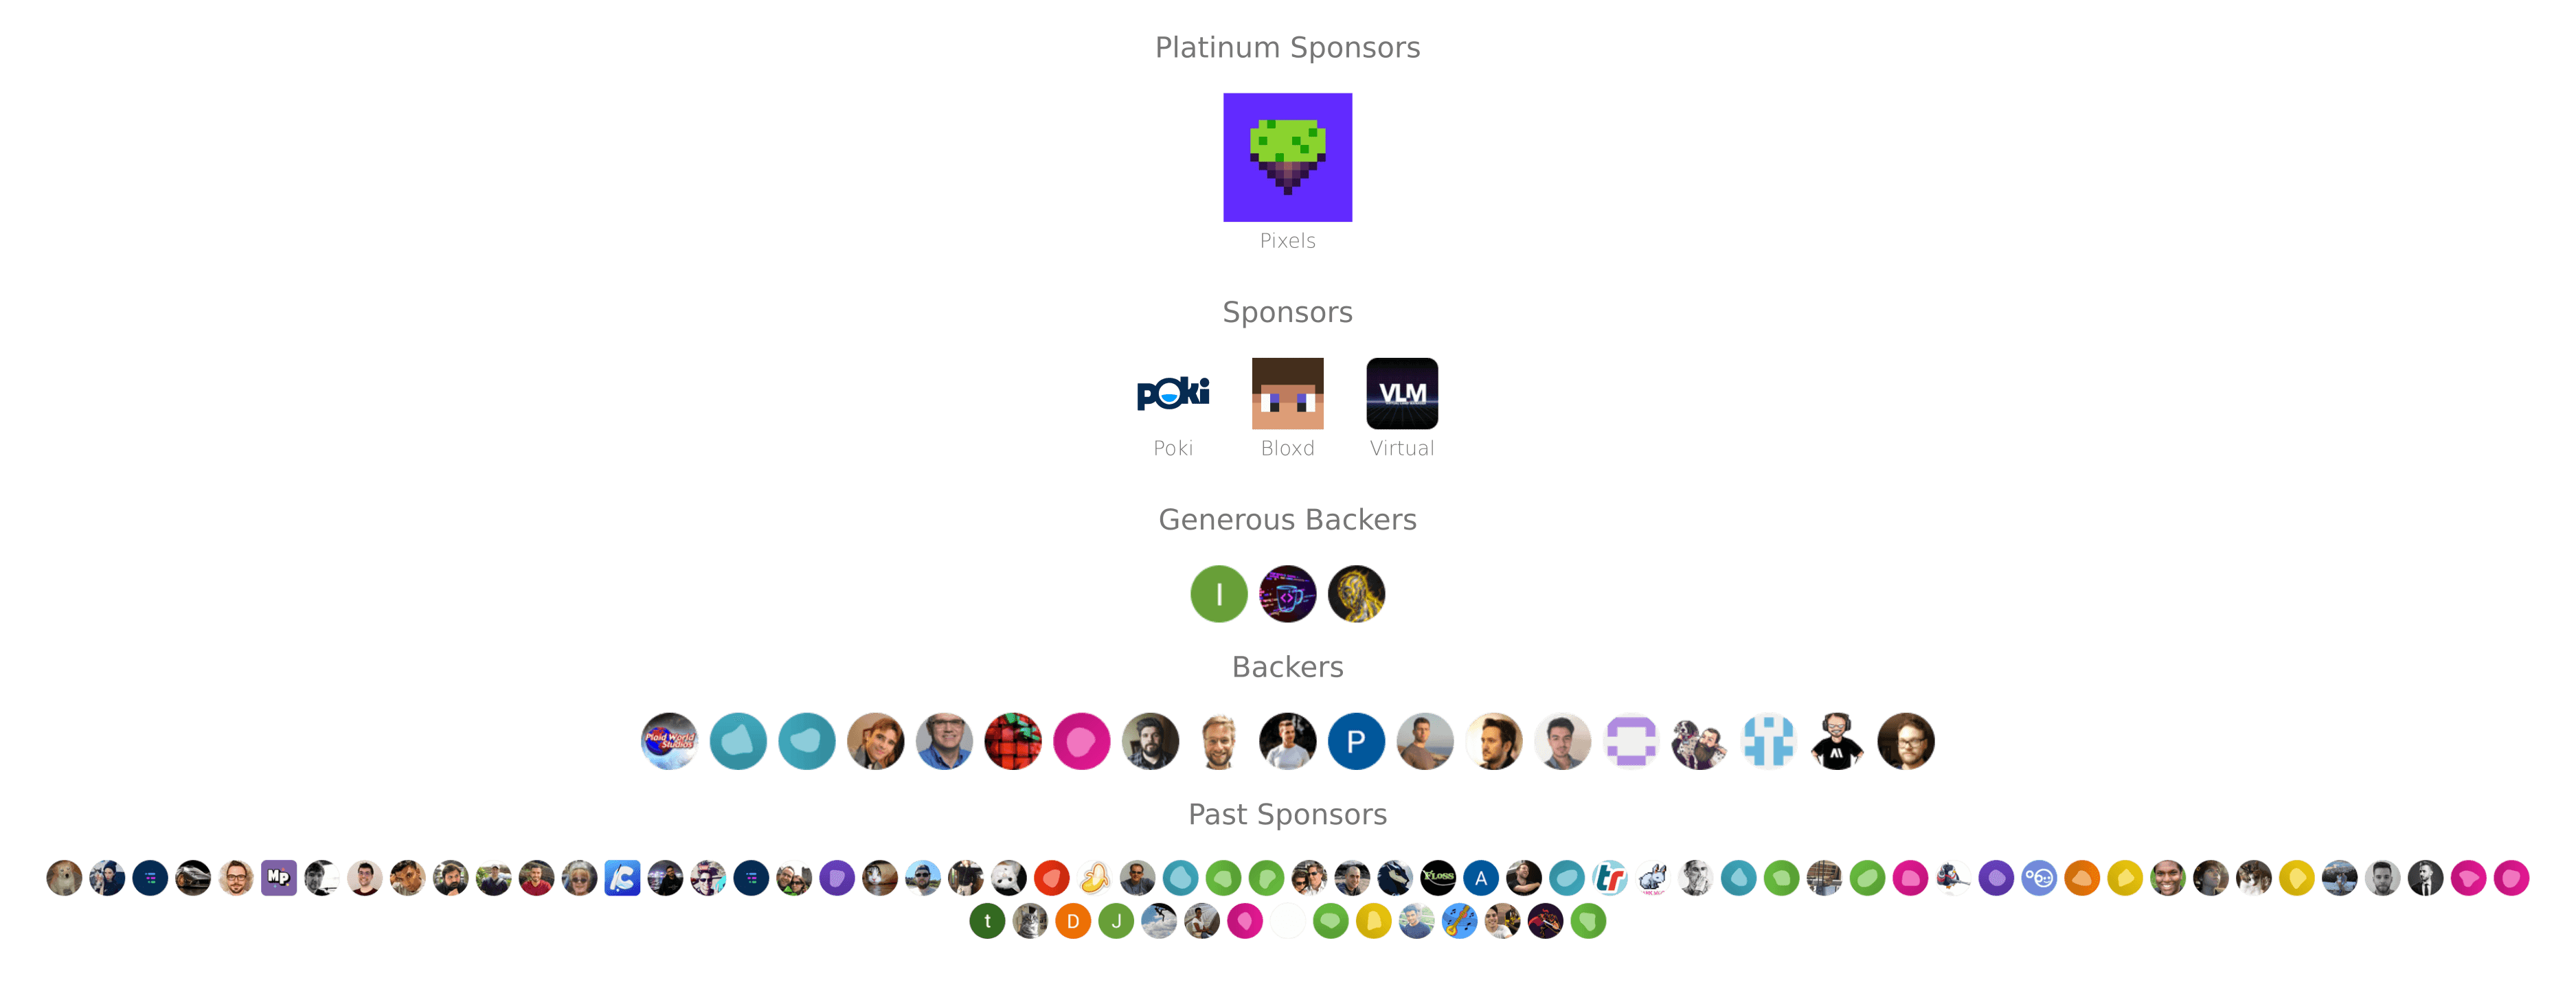 Platinum Sponsors
Pixels
Sponsors
poki
VLM
Poki Bloxd Virtual
Generous Backers
I
<>
Backers
Plaid World
Studios
P
Past Sponsors
MP
C
FLOSS
A
tr
t
D
J